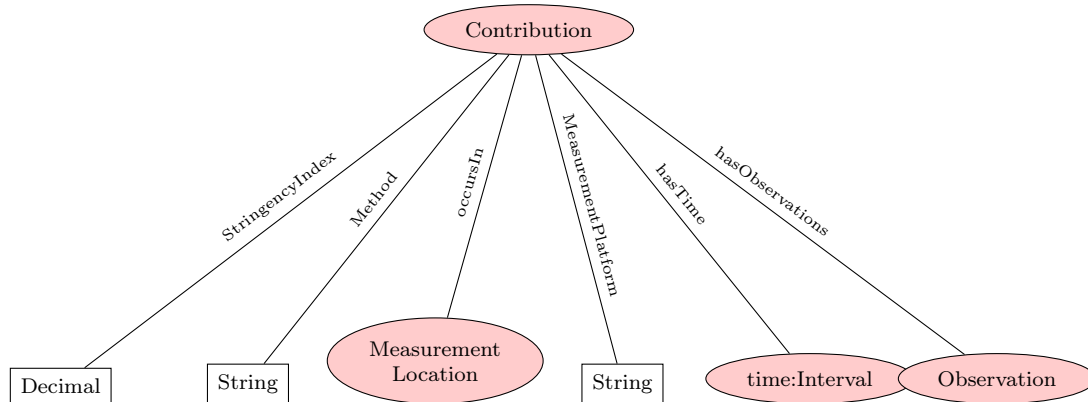 Contribution
StringencyIndex
Method
occursIn
MeasurementPlatform
hasTime
hasObservations
Decimal
String
Measurement
Location
String
time:Interval
Observation